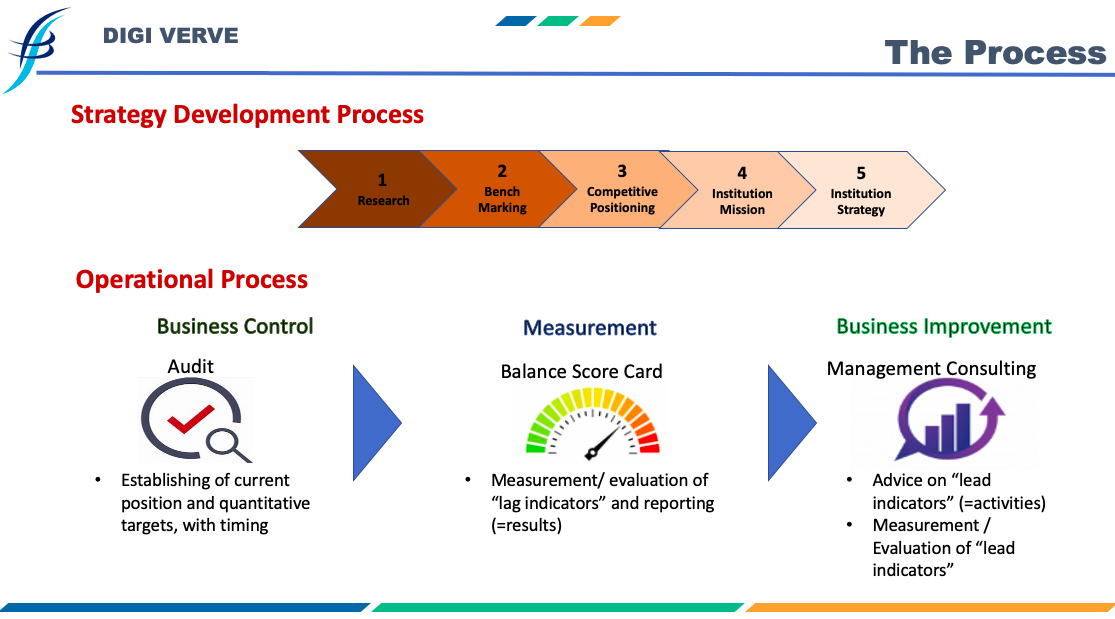 DIGI VERVE
The Process
Strategy Development Process
1
Research
2
Bench
Marking
3
Competitive
Positioning
4
Institution
Mission
5
Institution
Strategy
Operational Process
Business Control
Audit
• Establishing of current
position and quantitative
targets, with timing
Measurement
Balance Score Card
• Measurement/ evaluation of
“lag indicators” and reporting
(=results)
Business Improvement
Management Consulting
• Advice on “lead
indicators” (=activities)
• Measurement /
Evaluation of “lead
indicators”